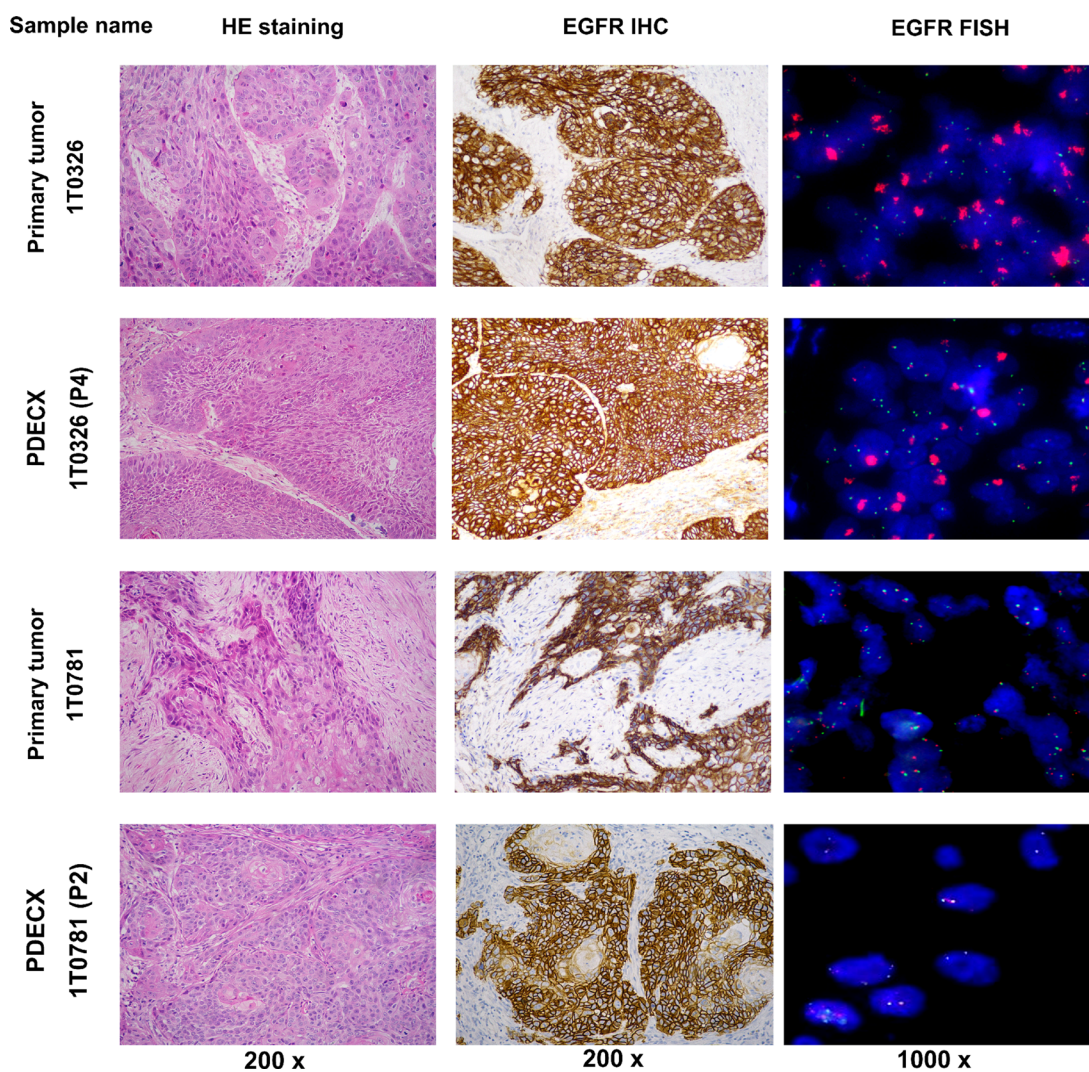 Sample name HE staining EGFR IHC EGFR FISH
Primary tumor
1T0326
PDECX
1T0326 (P4)
Primary tumor
1T0781
PDECX
1T0781 (P2)
200 x 200 x 1000 x